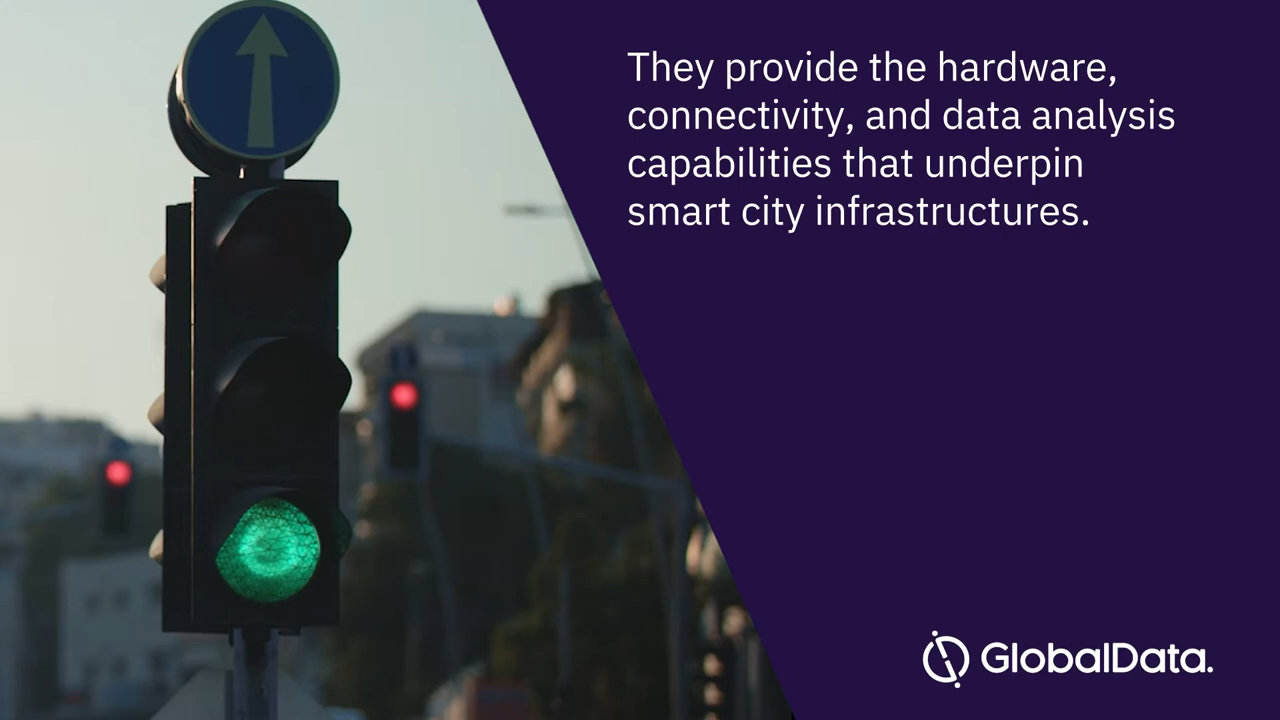 They provide the hardware,
connectivity, and data analysis
capabilities that underpin
smart city infrastructures.
GlobalData.